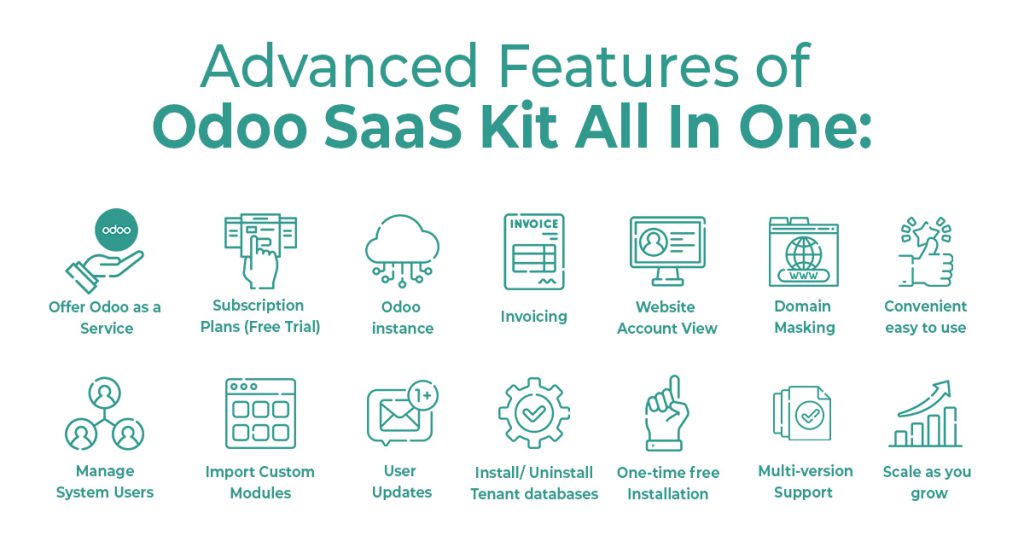 Advanced Features of
Odoo SaaS Kit All In One:
odoo
Offer Odoo as a
Service
Subscription
Plans (Free Trial)
Odoo
instance
INVOICE
Invoicing
Website
Account View
WWW
Domain
Masking
Convenient
easy to use
Manage
System Users
Import Custom
Modules
1+
User
Updates
Install/ Uninstall
Tenant databases
One-time free
Installation
Multi-version
Support
Scale as you
grow